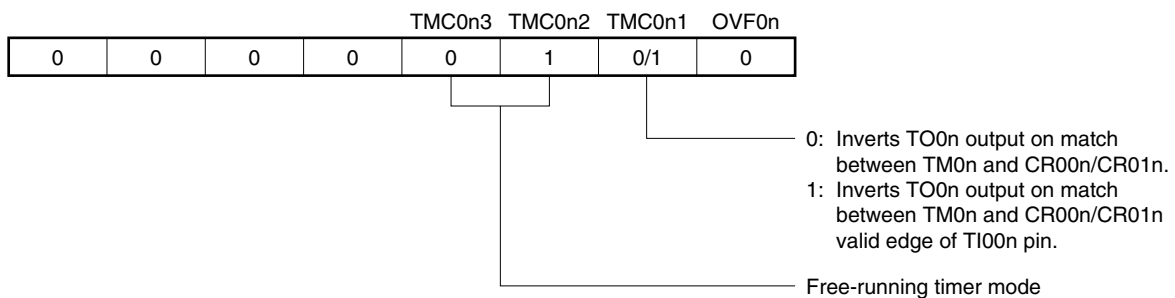 TMC0n3 TMC0n2 TMC0n1 OVF0n
0 0 0 0 0 1 0/1 0
0: Inverts TO0n output on match
between TM0n and CR00n/CR01n.
1: Inverts TO0n output on match
between TM0n and CR00n/CR01n
valid edge of TI00n pin.
Free-running timer mode